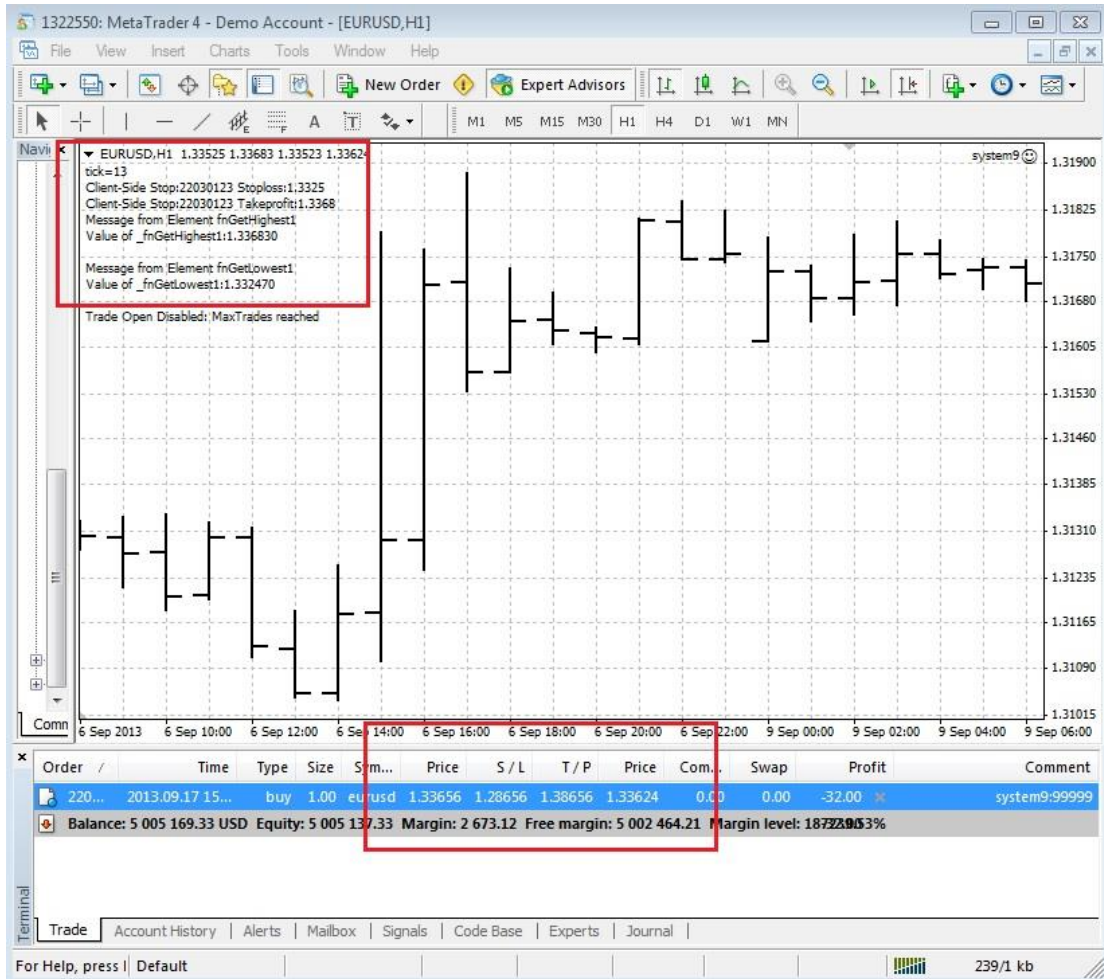 1322550: MetaTrader 4 - Demo Account - [EURUSD,H1]
File View Insert Charts Tools Window Help
New Order Expert Advisors
A T M1 M5 M15 M30 H1 H4 D1 W1 MN
EURUSD,H1 1.33525 1.33683 1.33523 1.33624
tick=13
Client-Side Stop:22030123 Stoploss:1.3325
Client-Side Stop:22030123 Takeprofit:1.3368
Message from Element fnGetHighest1
Value of _fnGetHighest1:1.336830
Message from Element fnGetLowest1
Value of _fnGetLowest1:1.332470
Trade Open Disabled: MaxTrades reached
system9
1.31900
1.31825
1.31750
1.31680
1.31605
1.31530
1.31460
1.31385
1.31310
1.31235
1.31165
1.31090
1.31015
Comm
6 Sep 2013 6 Sep 10:00 6 Sep 12:00 6 Sep 14:00 6 Sep 16:00 6 Sep 18:00 6 Sep 20:00 6 Sep 22:00 9 Sep 00:00 9 Sep 02:00 9 Sep 04:00 9 Sep 06:00
Order / Time Type Size Sym... Price S / L T / P Price Com... Swap Profit Comment
220... 2013.09.17 15... buy 1.00 eurusd 1.33656 1.28656 1.38656 1.33624 0.00 0.00 -32.00 system9:99999
Balance: 5 005 169.33 USD Equity: 5 005 137.33 Margin: 2 673.12 Free margin: 5 002 464.21 Margin level:
Terminal
Trade Account History Alerts Mailbox Signals Code Base Experts Journal
For Help, press Default 239/1 kb